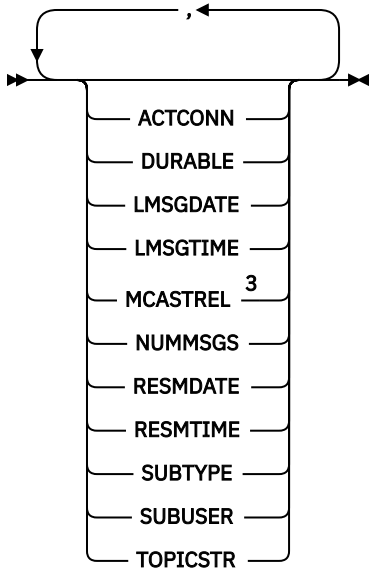 ,
ACTCONN
DURABLE
LMSGDATE
LMSGTIME
MCASTREL 3
NUMMSGS
RESMDATE
RESMTIME
SUBTYPE
SUBUSER
TOPICSTR